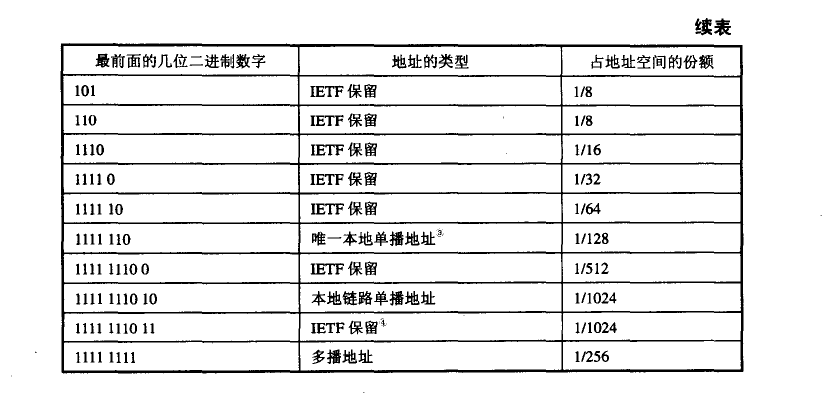 续表
最前面的几位二进制数字 地址的类型 占地址空间的份额
101 IETF 保留 1/8
110 IETF 保留 1/8
1110 IETF 保留 1/16
1111 0 IETF 保留 1/32
1111 10 IETF 保留 1/64
1111 110 唯一本地单播地址③ 1/128
1111 1110 0 IETF 保留 1/512
1111 1110 10 本地链路单播地址 1/1024
1111 1110 11 IETF 保留④ 1/1024
1111 1111 多播地址 1/256